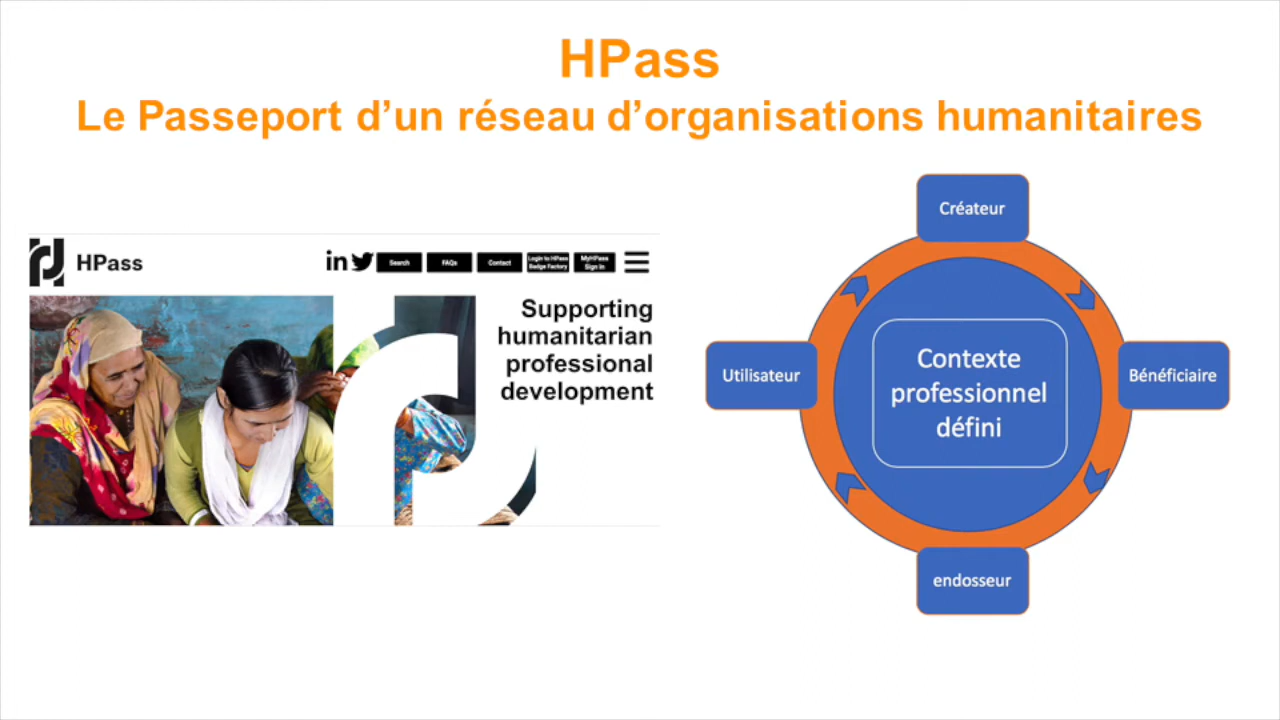 HPass
Le Passeport d’un réseau d’organisations humanitaires
HPass
in
Search
FAQs
Contact
Login to HPass
Badge Factory
MyHPass
Sign In
Supporting
humanitarian
professional
development
Créateur
Utilisateur
Contexte
professionnel
défini
Bénéficiaire
endosseur